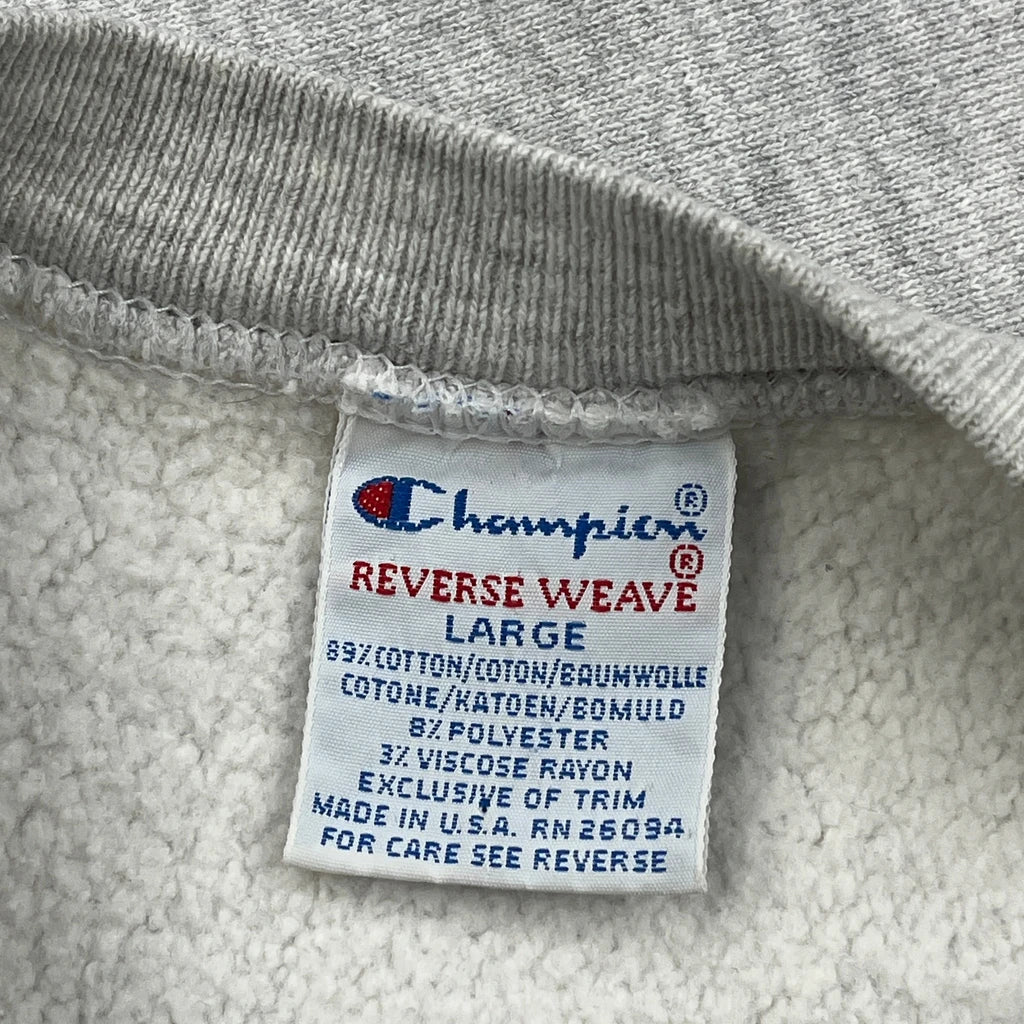 Champion®
REVERSE WEAVE®
LARGE
89% COTTON/COTON/BAUMWOLLE
COTONE/KATOEN/BOMULD
8% POLYESTER
3% VISCOSE RAYON
EXCLUSIVE OF TRIM
MADE IN U.S.A. RN 26094
FOR CARE SEE REVERSE